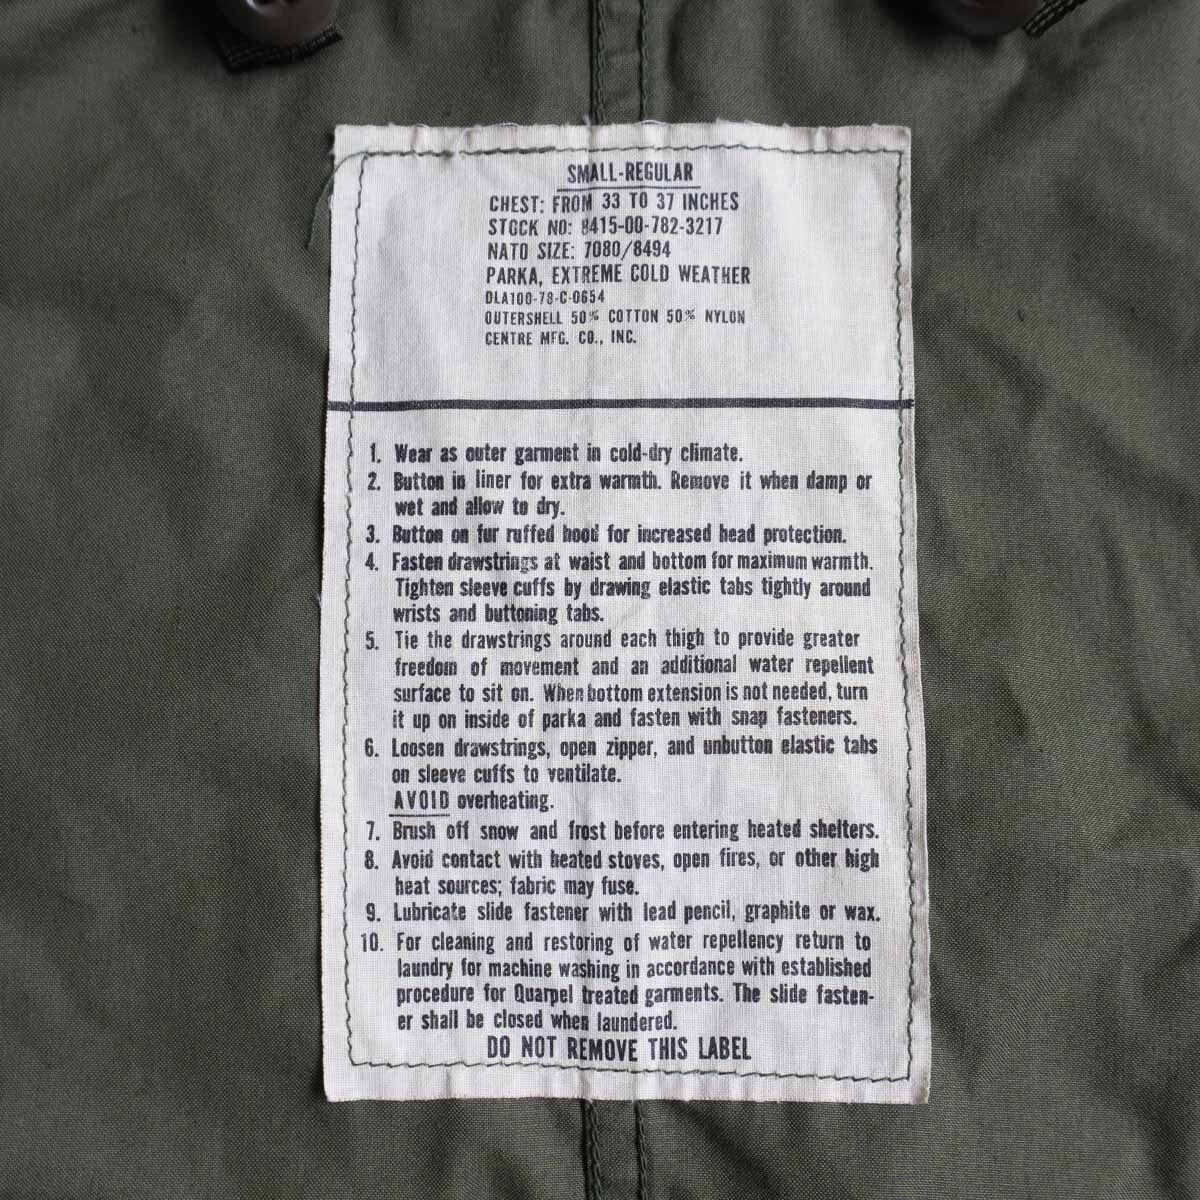 SMALL-REGULAR
CHEST: FROM 33 TO 37 INCHES
STOCK NO: 8415-00-782-3217
NATO SIZE: 7080/8494
PARKA, EXTREME COLD WEATHER
DLA100-78-C-0654
OUTERSHELL 50% COTTON 50% NYLON
CENTRE MFG. CO., INC.
1. Wear as outer garment in cold-dry climate.
2. Button in liner for extra warmth. Remove it when damp or
wet and allow to dry.
3. Button on fur ruffed hood for increased head protection.
4. Fasten drawstrings at waist and bottom for maximum warmth.
Tighten sleeve cuffs by drawing elastic tabs tightly around
wrists and buttoning tabs.
5. Tie the drawstrings around each thigh to provide greater
freedom of movement and an additional water repellent
surface to sit on. When bottom extension is not needed, turn
it up on inside of parka and fasten with snap fasteners.
6. Loosen drawstrings, open zipper, and unbutton elastic tabs
on sleeve cuffs to ventilate.
AVOID overheating.
7. Brush off snow and frost before entering heated shelters.
8. Avoid contact with heated stoves, open fires, or other high
heat sources; fabric may fuse.
9. Lubricate slide fastener with lead pencil, graphite or wax.
10. For cleaning and restoring of water repellency return to
laundry for machine washing in accordance with established
procedure for Quarpel treated garments. The slide fasten-
er shall be closed when laundered.
DO NOT REMOVE THIS LABEL